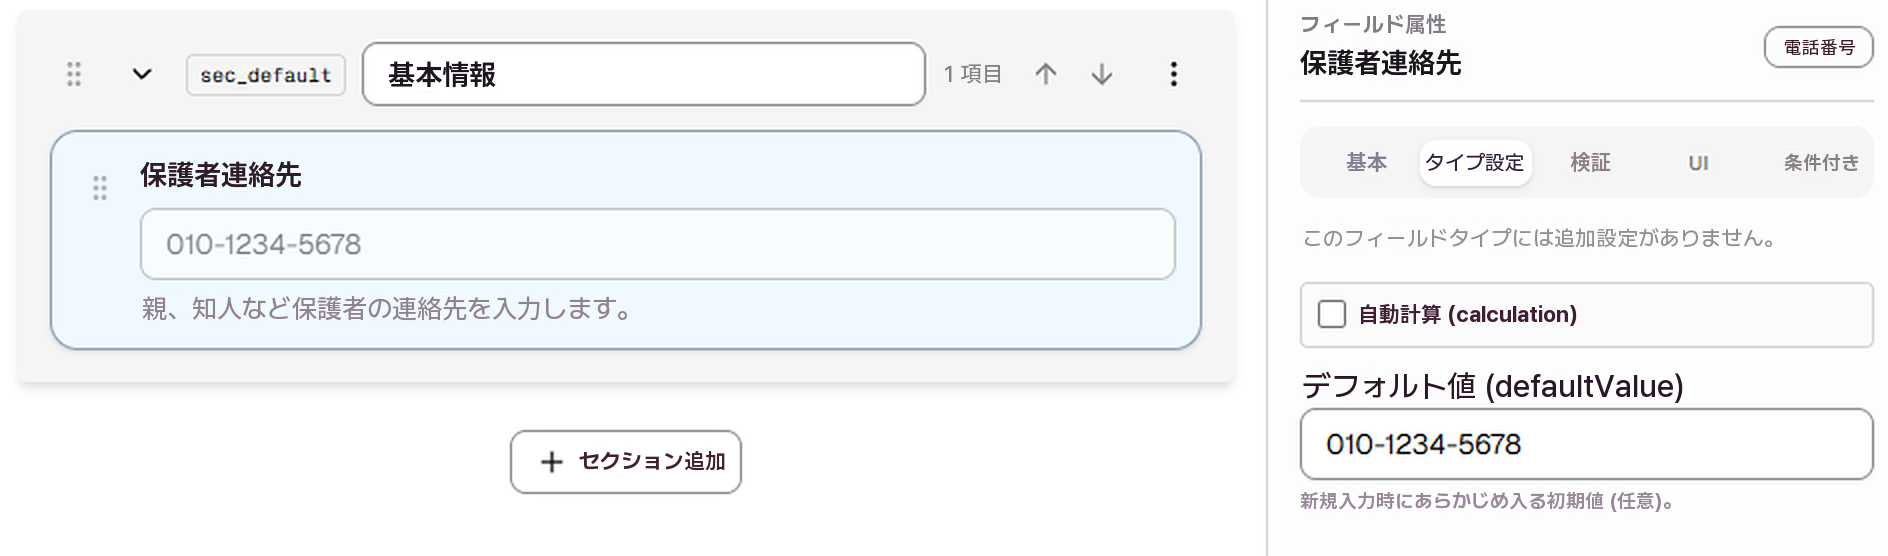 sec_default 基本情報 1 項目
保護者連絡先
010-1234-5678
親、知人など保護者の連絡先を入力します。
セクション追加
フィールド属性
保護者連絡先
電話番号
基本 タイプ設定 検証 UI 条件付き
このフィールドタイプには追加設定がありません。
自動計算 (calculation)
デフォルト値 (defaultValue)
010-1234-5678
新規入力時にあらかじめ入る初期値 (任意)。